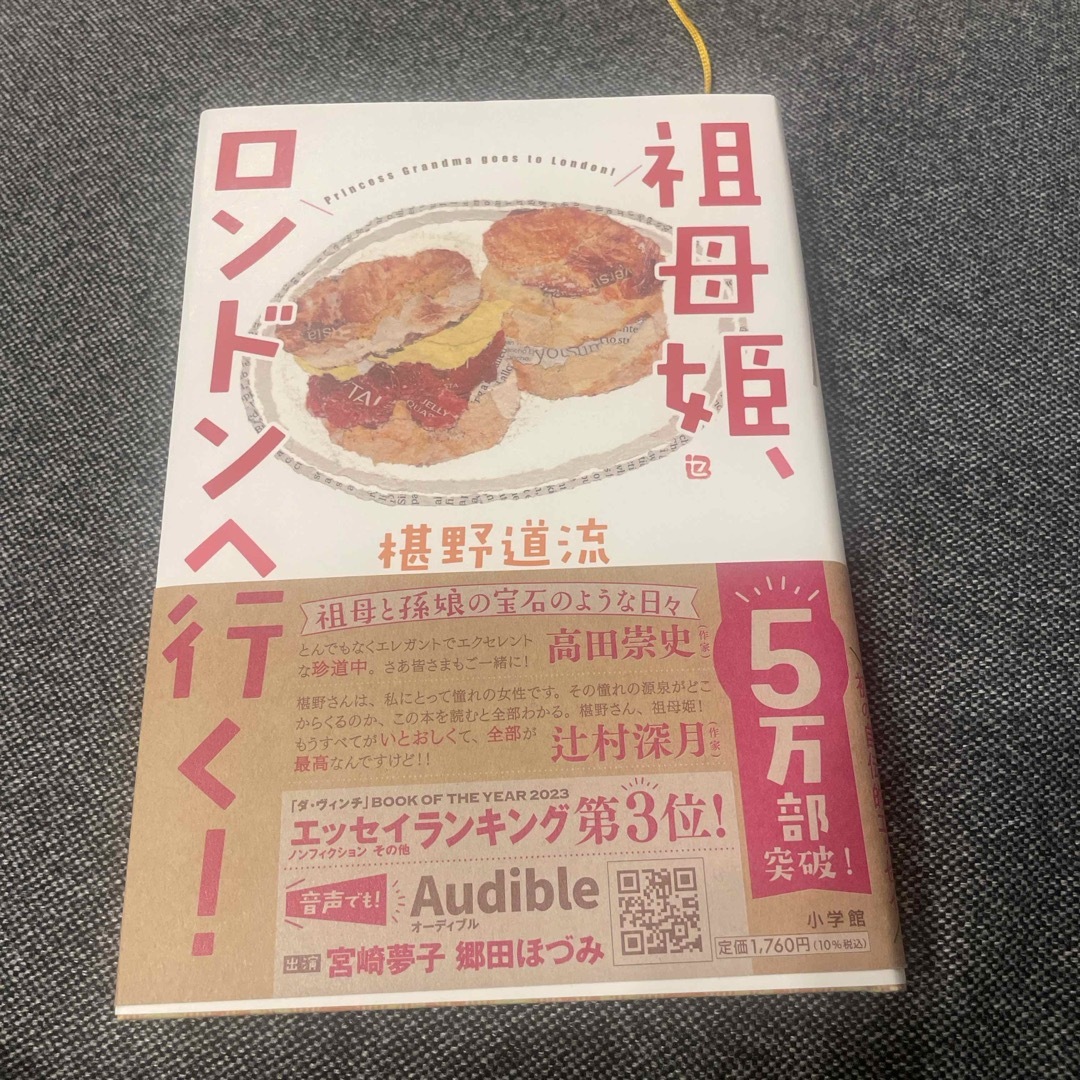 祖母姫、
ロンドンへ行く!
Princess Grandma goes to London!
TAI
JELLY
椹野道流
祖母と孫娘の宝石のような日々
とんでもなくエレガントでエクセレント
な珍道中。さあ皆さまもご一緒に!
高田崇史(作家)
椹野さんは、私にとって憧れの女性です。その憧れの源泉がどこ
からくるのか、この本を読むと全部わかる。椹野さん、祖母姫!
もうすべてがいとおしくて、全部が
最高なんですけど!!
辻村深月(作家)
「ダ・ヴィンチ」BOOK OF THE YEAR 2023
エッセイランキング第3位!
ノンフィクション その他
音声でも!
Audible
オーディブル
出演 宮崎夢子 郷田ほづみ
5万部
突破!
小学館
定価1,760円(10%税込)